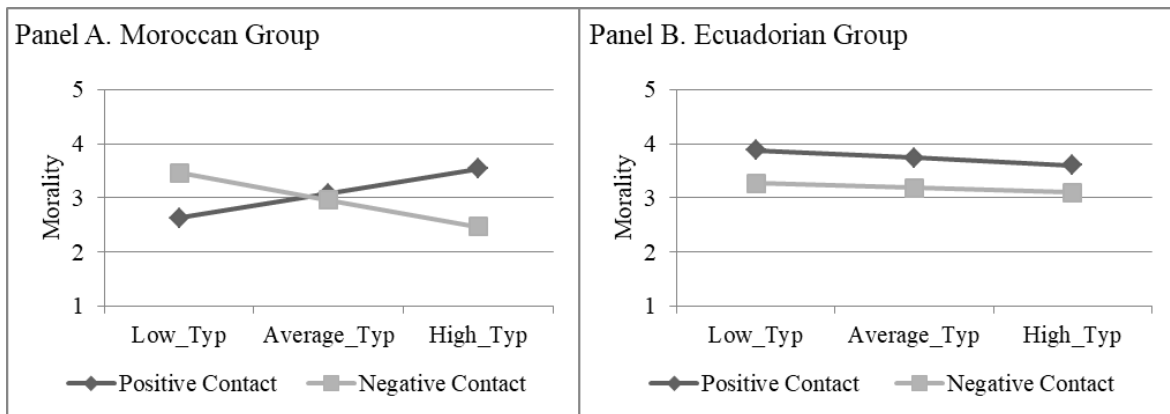 Panel A. Moroccan Group
Morality
5
4
3
2
1
Low_Typ Average_Typ High_Typ
Positive Contact Negative Contact
Panel B. Ecuadorian Group
Morality
5
4
3
2
1
Low_Typ Average_Typ High_Typ
Positive Contact Negative Contact